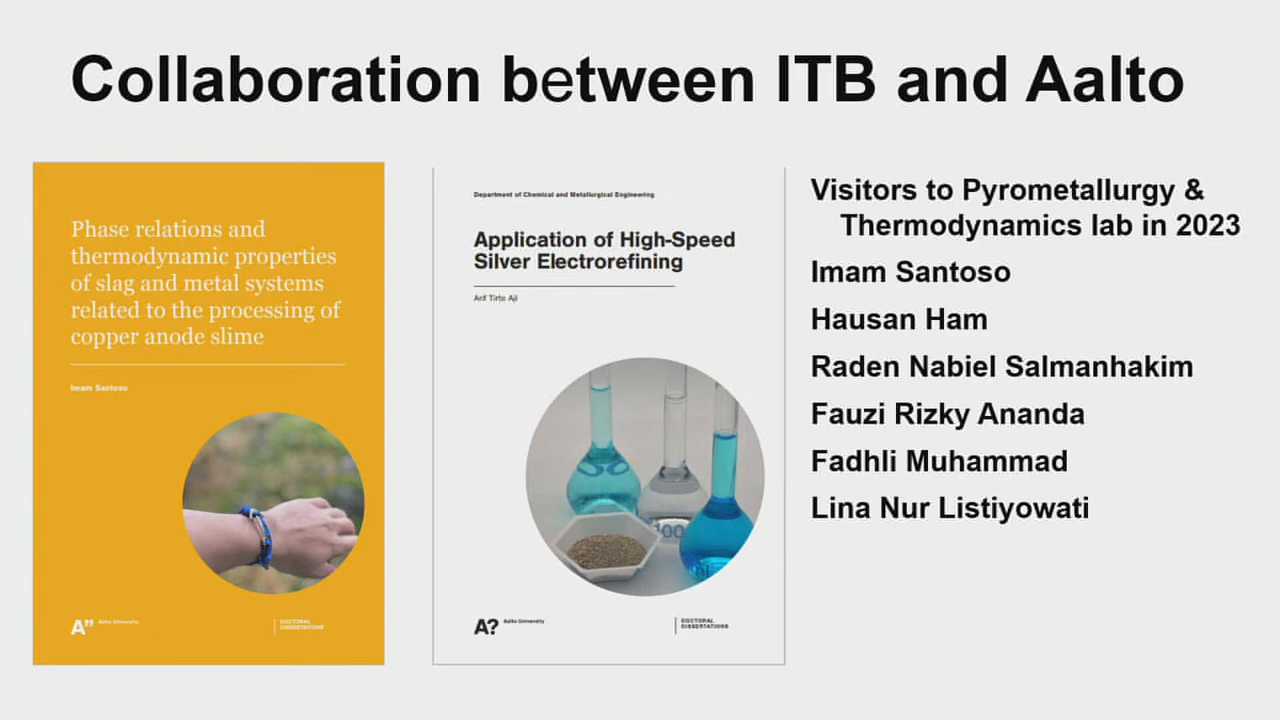 Collaboration between ITB and Aalto
Phase relations and
thermodynamic properties
of slag and metal systems
related to the processing of
copper anode slime
Imam Santoso
A"
Aalto University
DOCTORAL
DISSERTATIONS
Department of Chemical and Metallurgical Engineering
Application of High-Speed
Silver Electrorefining
Arif Tirto Aji
A?
Aalto University
DOCTORAL
DISSERTATIONS
Visitors to Pyrometallurgy &
Thermodynamics lab in 2023
Imam Santoso
Hausan Ham
Raden Nabiel Salmanhakim
Fauzi Rizky Ananda
Fadhli Muhammad
Lina Nur Listiyowati